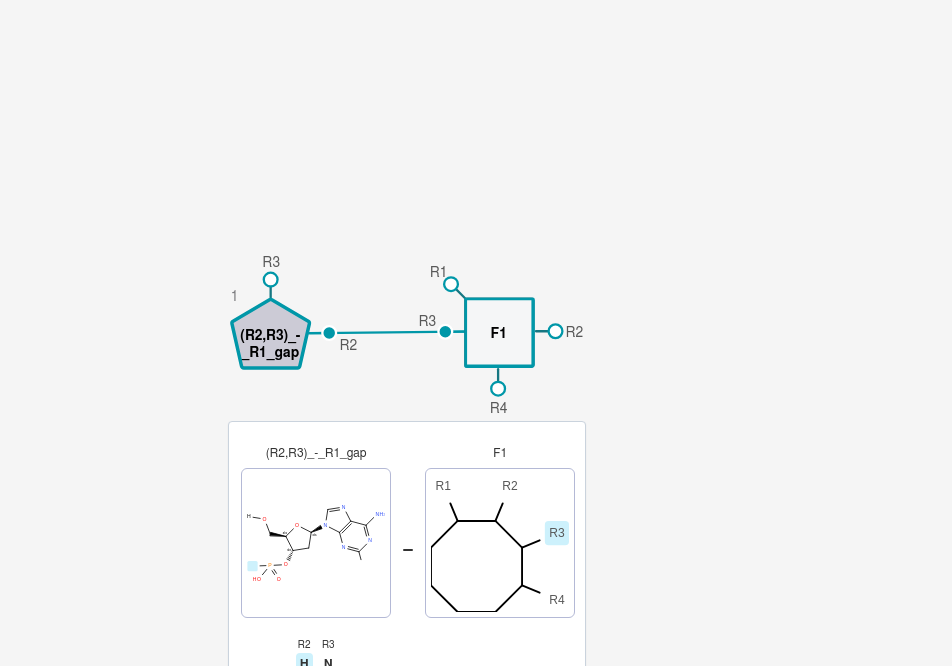 R3
R1
1
R3
(R2,R3)_-
_R1_gap
R2
F1
R2
R4
(R2,R3)_-_R1_gap
F1
R1
R2
R3
R4
H
O
O
N
N
NH₂
N
N
P
O
HO
O
R2 R3
H N